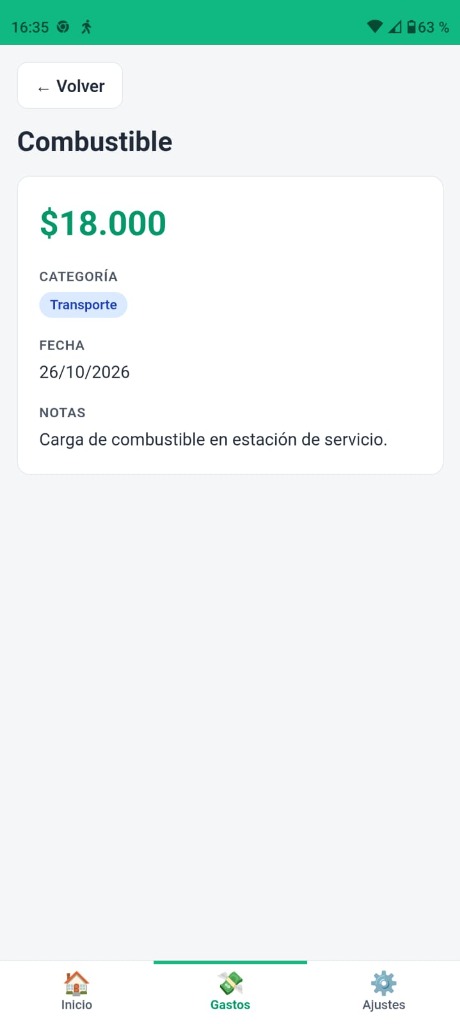 16:35 63 %
← Volver
Combustible
$18.000
CATEGORÍA
Transporte
FECHA
26/10/2026
NOTAS
Carga de combustible en estación de servicio.
Inicio Gastos Ajustes